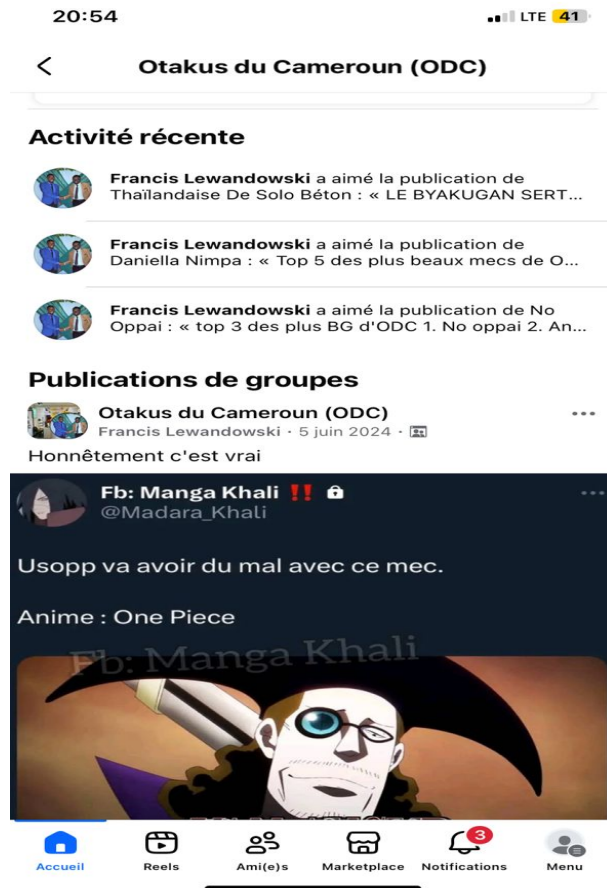 20:54
LTE 41
Otakus du Cameroun (ODC)
Activité récente
Francis Lewandowski a aimé la publication de
Thaïlandaise De Solo Béton : « LE BYAKUGAN SERT...
Francis Lewandowski a aimé la publication de
Daniella Nimpa : « Top 5 des plus beaux mecs de O...
Francis Lewandowski a aimé la publication de No
Oppai : « top 3 des plus BG d'ODC 1. No oppai 2. An...
Publications de groupes
Otakus du Cameroun (ODC)
Francis Lewandowski · 5 juin 2024 ·
Honnêtement c'est vrai
Fb: Manga Khali ‼️
@Madara_Khali
Usopp va avoir du mal avec ce mec.
Anime : One Piece
Fb: Manga Khali
3
Accueil
Reels
Ami(e)s
Marketplace
Notifications
Menu